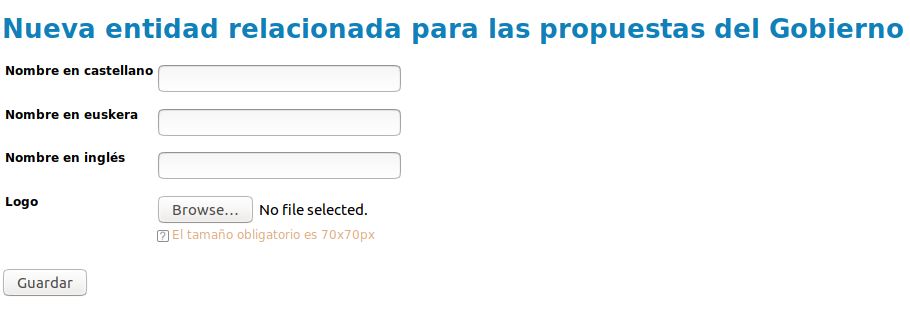 Nueva entidad relacionada para las propuestas del Gobierno
Nombre en castellano
Nombre en euskera
Nombre en inglés
Logo
Browse... No file selected.
? El tamaño obligatorio es 70x70px
Guardar